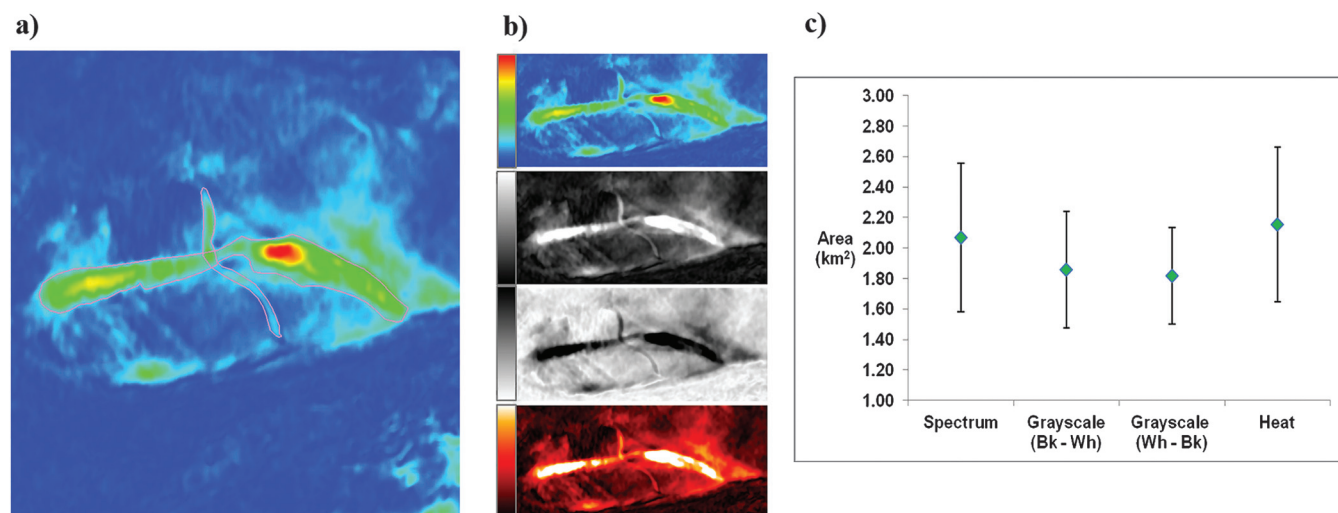 a)
b)
c)
3.00
2.80
2.60
2.40
2.20
2.00
1.80
1.60
1.40
1.20
1.00
Area
(km²)
Spectrum
Grayscale
(Bk - Wh)
Grayscale
(Wh - Bk)
Heat